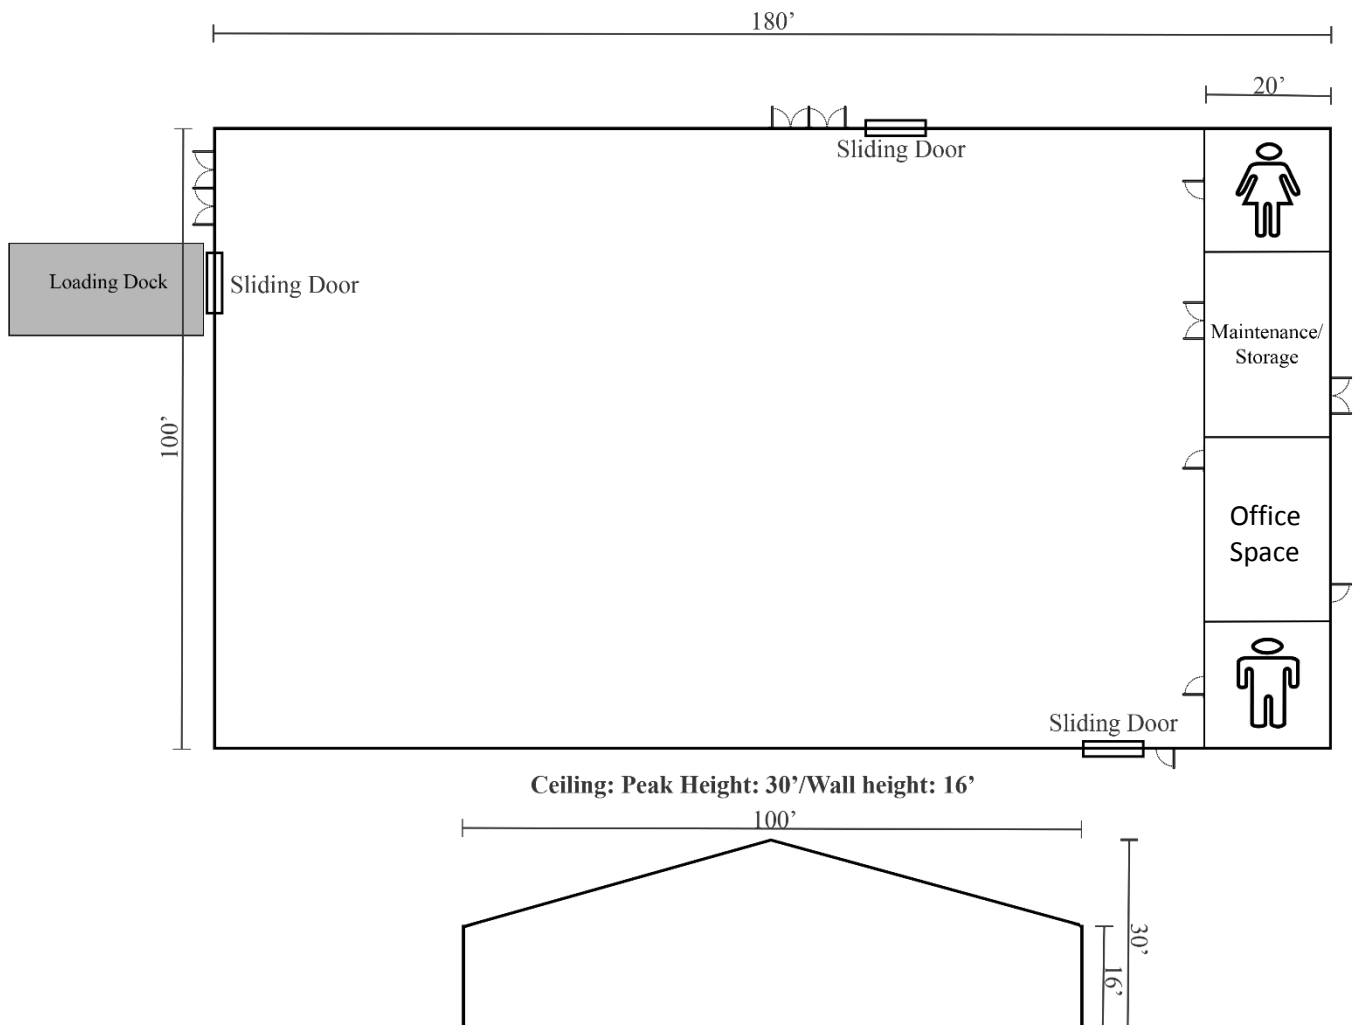 180’
20’
Sliding Door
Loading Dock
Sliding Door
Maintenance/
Storage
100’
Office
Space
Sliding Door
Ceiling: Peak Height: 30’/Wall height: 16’
100’
30’
16’